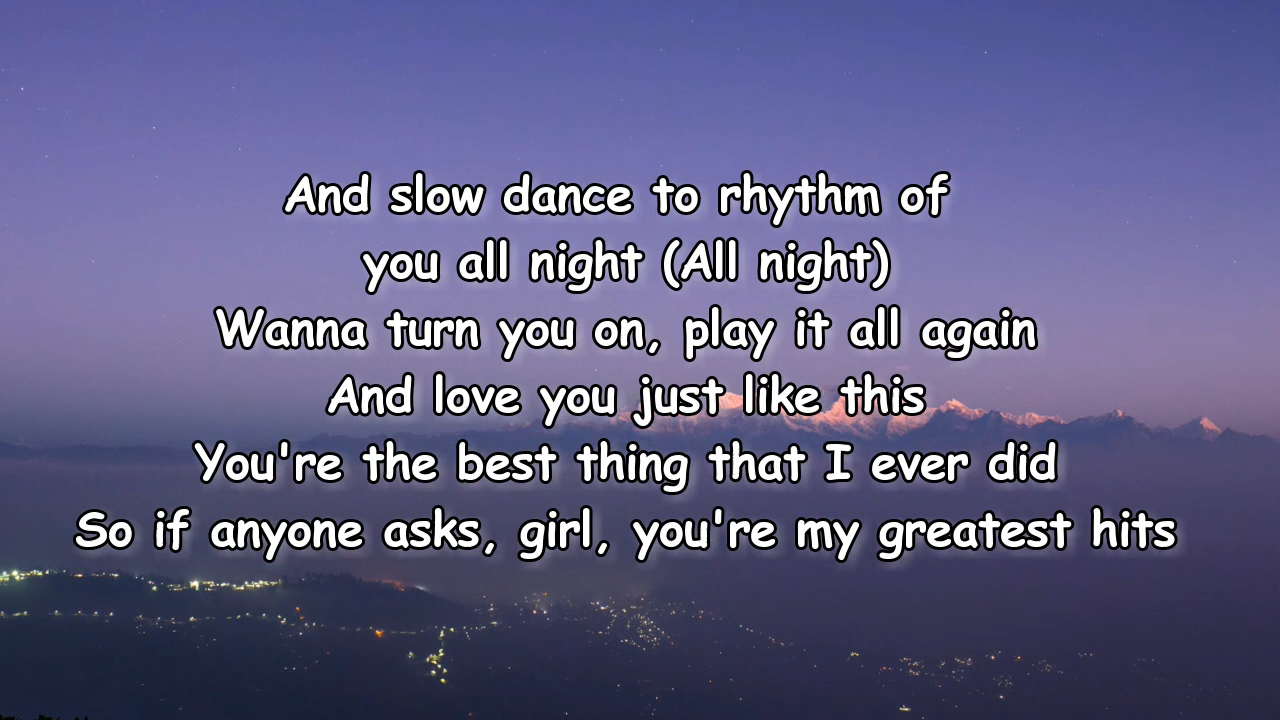 And slow dance to rhythm of
you all night (All night)
Wanna turn you on, play it all again
And love you just like this
You're the best thing that I ever did
So if anyone asks, girl, you're my greatest hits